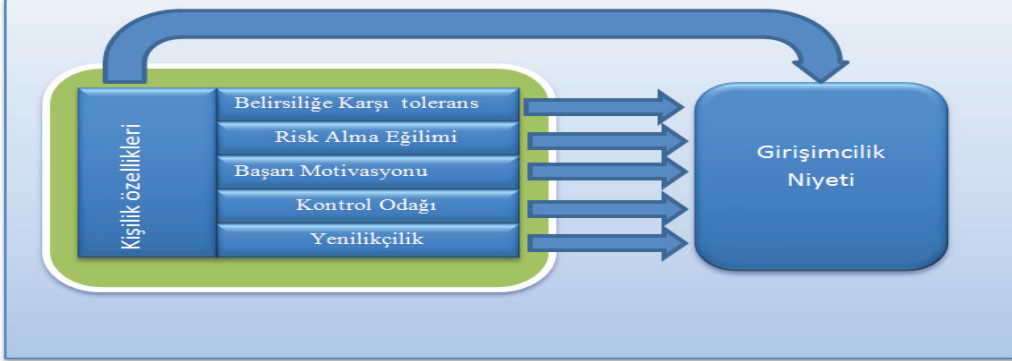 Kişilik özellikleri
Belirsiliğe Karşı tolerans
Risk Alma Eğilimi
Başarı Motivasyonu
Kontrol Odağı
Yenilikçilik
Girişimcilik
Niyeti